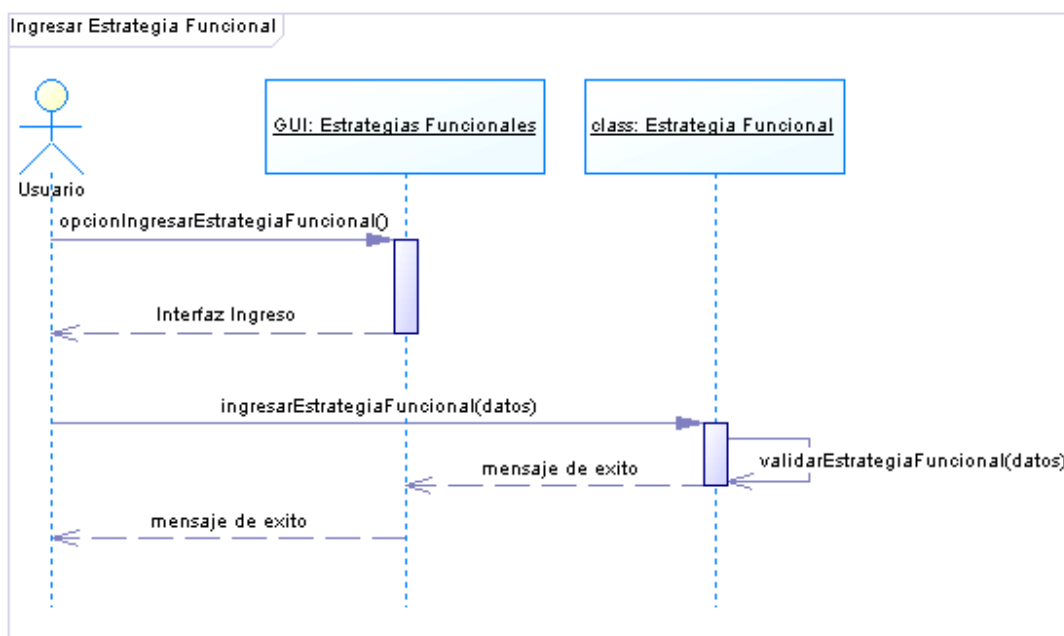 Ingresar Estrategia Funcional
GUI: Estrategias Funcionales
class: Estrategia Funcional
Usuario
opcionIngresarEstrategiaFuncional()
Interfaz Ingreso
ingresarEstrategiaFuncional(datos)
validarEstrategiaFuncional(datos)
mensaje de exito
mensaje de exito